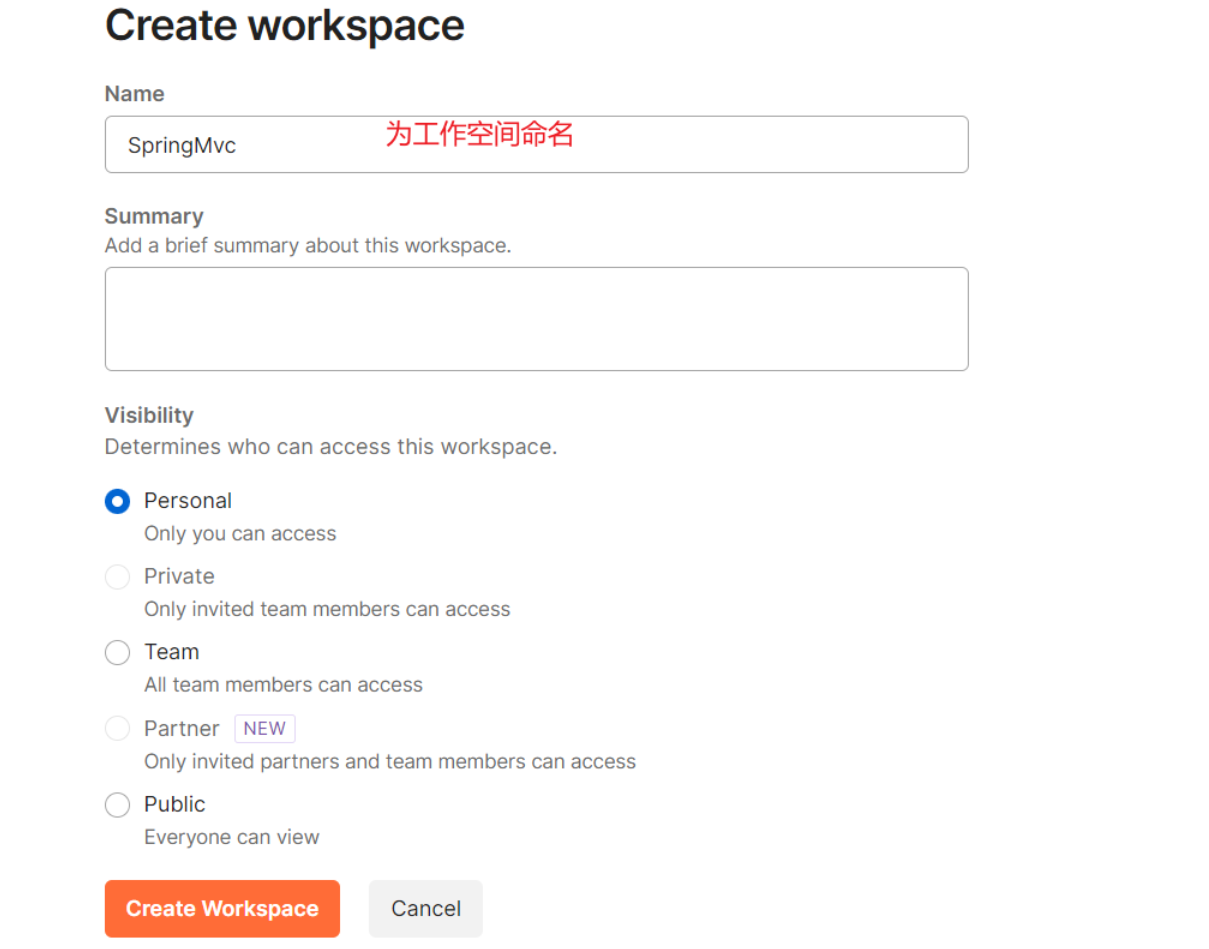 Create workspace
Name
SpringMvc 为工作空间命名
Summary
Add a brief summary about this workspace.
Visibility
Determines who can access this workspace.
Personal
Only you can access
Private
Only invited team members can access
Team
All team members can access
Partner NEW
Only invited partners and team members can access
Public
Everyone can view
Create Workspace Cancel